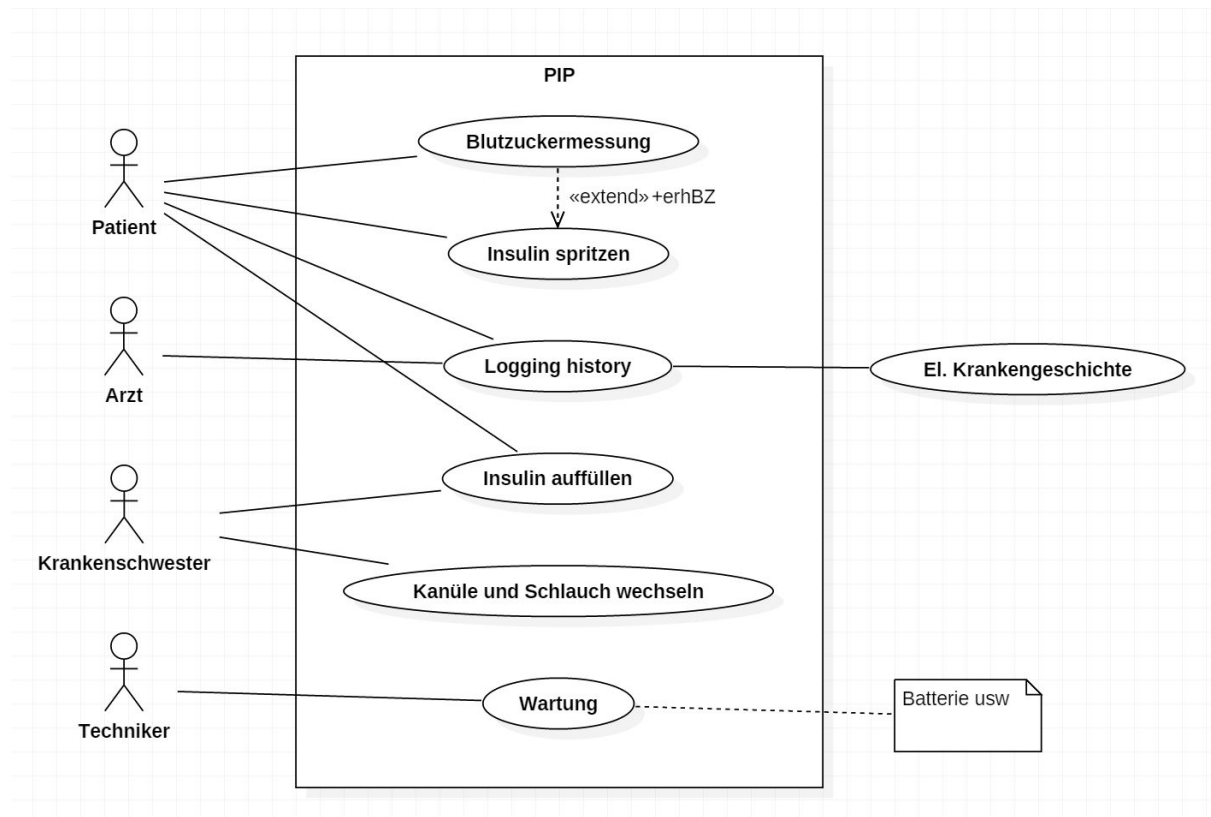 PIP
Blutzuckermessung
«extend» +erhBZ
Patient
Insulin spritzen
Logging history
El. Krankengeschichte
Arzt
Insulin auffüllen
Krankenschwester
Kanüle und Schlauch wechseln
Wartung
Batterie usw
Techniker